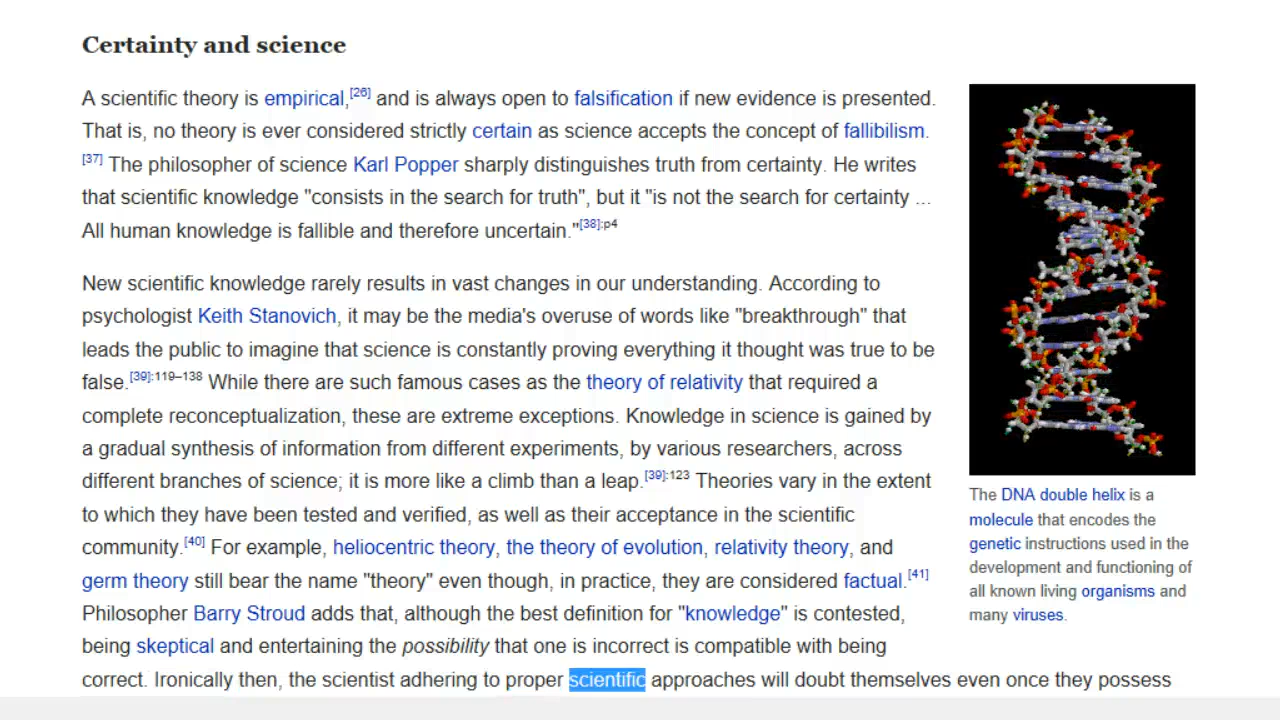 Certainty and science
A scientific theory is empirical,[26] and is always open to falsification if new evidence is presented.
That is, no theory is ever considered strictly certain as science accepts the concept of fallibilism.
[37] The philosopher of science Karl Popper sharply distinguishes truth from certainty. He writes
that scientific knowledge "consists in the search for truth", but it "is not the search for certainty ...
All human knowledge is fallible and therefore uncertain."[38]:p4
New scientific knowledge rarely results in vast changes in our understanding. According to
psychologist Keith Stanovich, it may be the media's overuse of words like "breakthrough" that
leads the public to imagine that science is constantly proving everything it thought was true to be
false.[39]:119–138 While there are such famous cases as the theory of relativity that required a
complete reconceptualization, these are extreme exceptions. Knowledge in science is gained by
a gradual synthesis of information from different experiments, by various researchers, across
different branches of science; it is more like a climb than a leap.[39]:123 Theories vary in the extent
to which they have been tested and verified, as well as their acceptance in the scientific
community.[40] For example, heliocentric theory, the theory of evolution, relativity theory, and
germ theory still bear the name "theory" even though, in practice, they are considered factual.[41]
Philosopher Barry Stroud adds that, although the best definition for "knowledge" is contested,
being skeptical and entertaining the possibility that one is incorrect is compatible with being
correct. Ironically then, the scientist adhering to proper scientific approaches will doubt themselves even once they possess
The DNA double helix is a
molecule that encodes the
genetic instructions used in the
development and functioning of
all known living organisms and
many viruses.